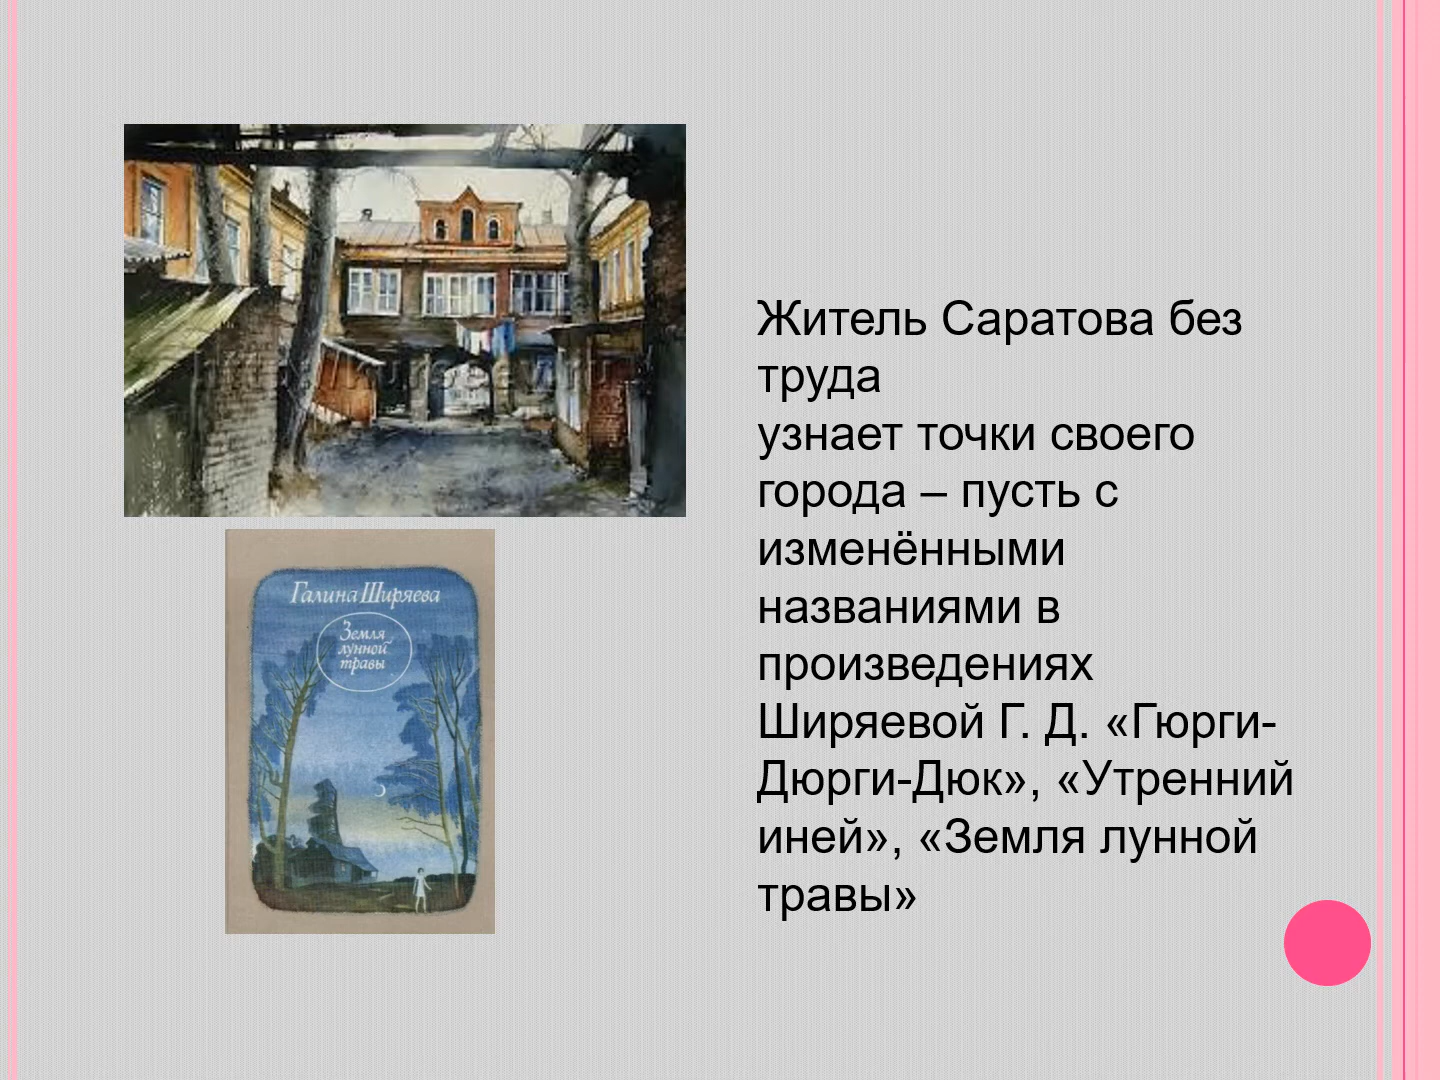 Житель Саратова без
труда
узнает точки своего
города – пусть с
изменёнными
названиями в
произведениях
Ширяевой Г. Д. «Гюрги-
Дюрги-Дюк», «Утренний
иней», «Земля лунной
травы»
Галина Ширяева
Земля
лунной
травы